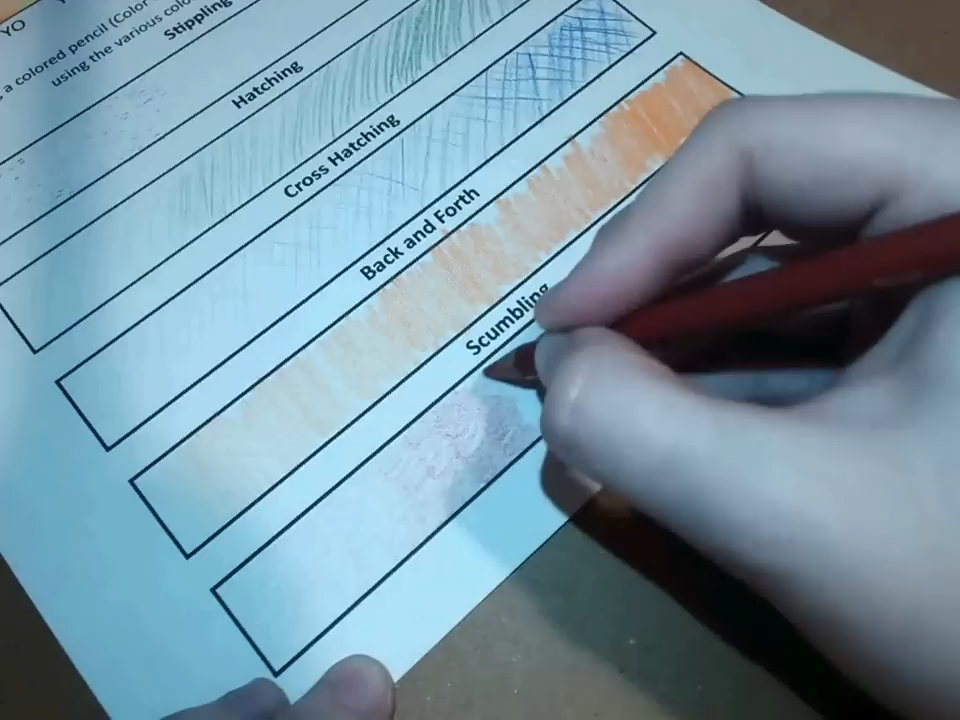 YO
a colored pencil (Color
using the various colo
Stippling
Hatching
Cross Hatching
Back and Forth
Scumbling